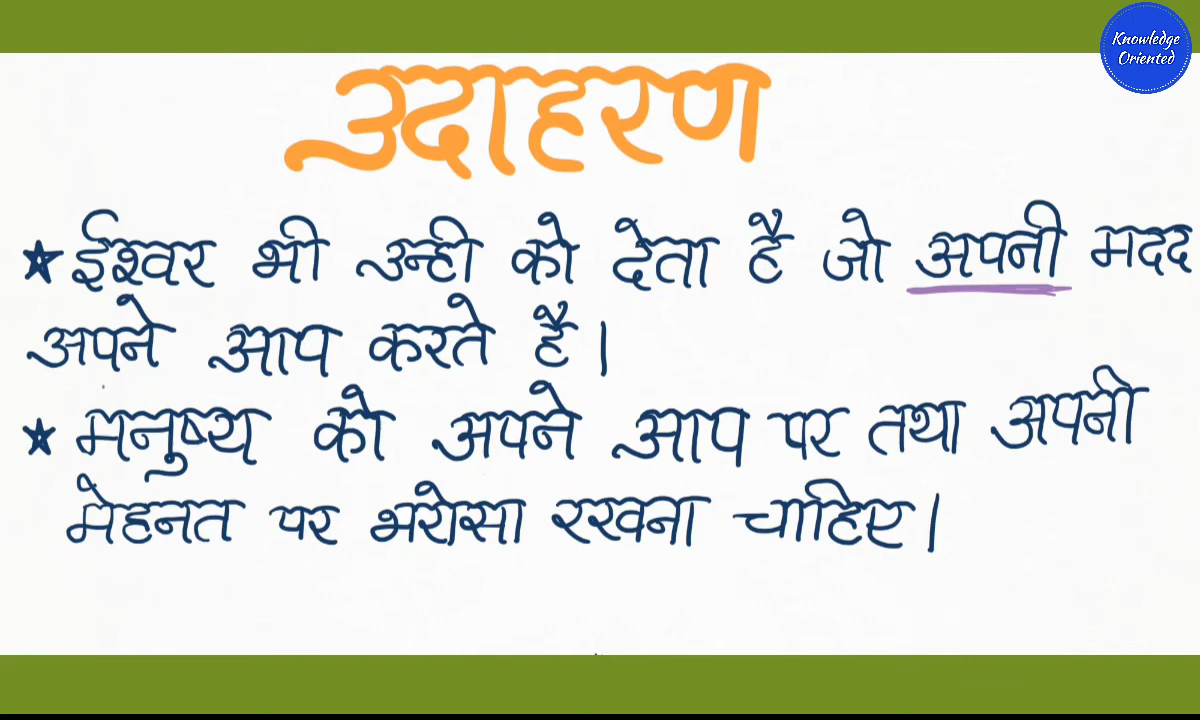 Knowledge
Oriented
उदाहरण
★ ईश्वर भी उन्ही को देता है जो अपनी मदद
अपने आप करते है।
★ मनुष्य को अपने आप पर तथा अपनी
मेहनत पर भरोसा रखना चाहिए।